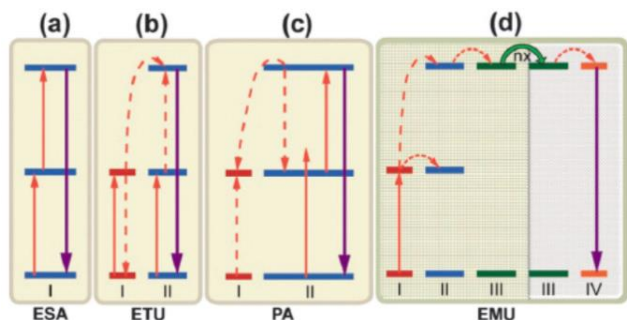 (a) (b) (c) (d)
nx
I I II I II I II III III IV
ESA ETU PA EMU